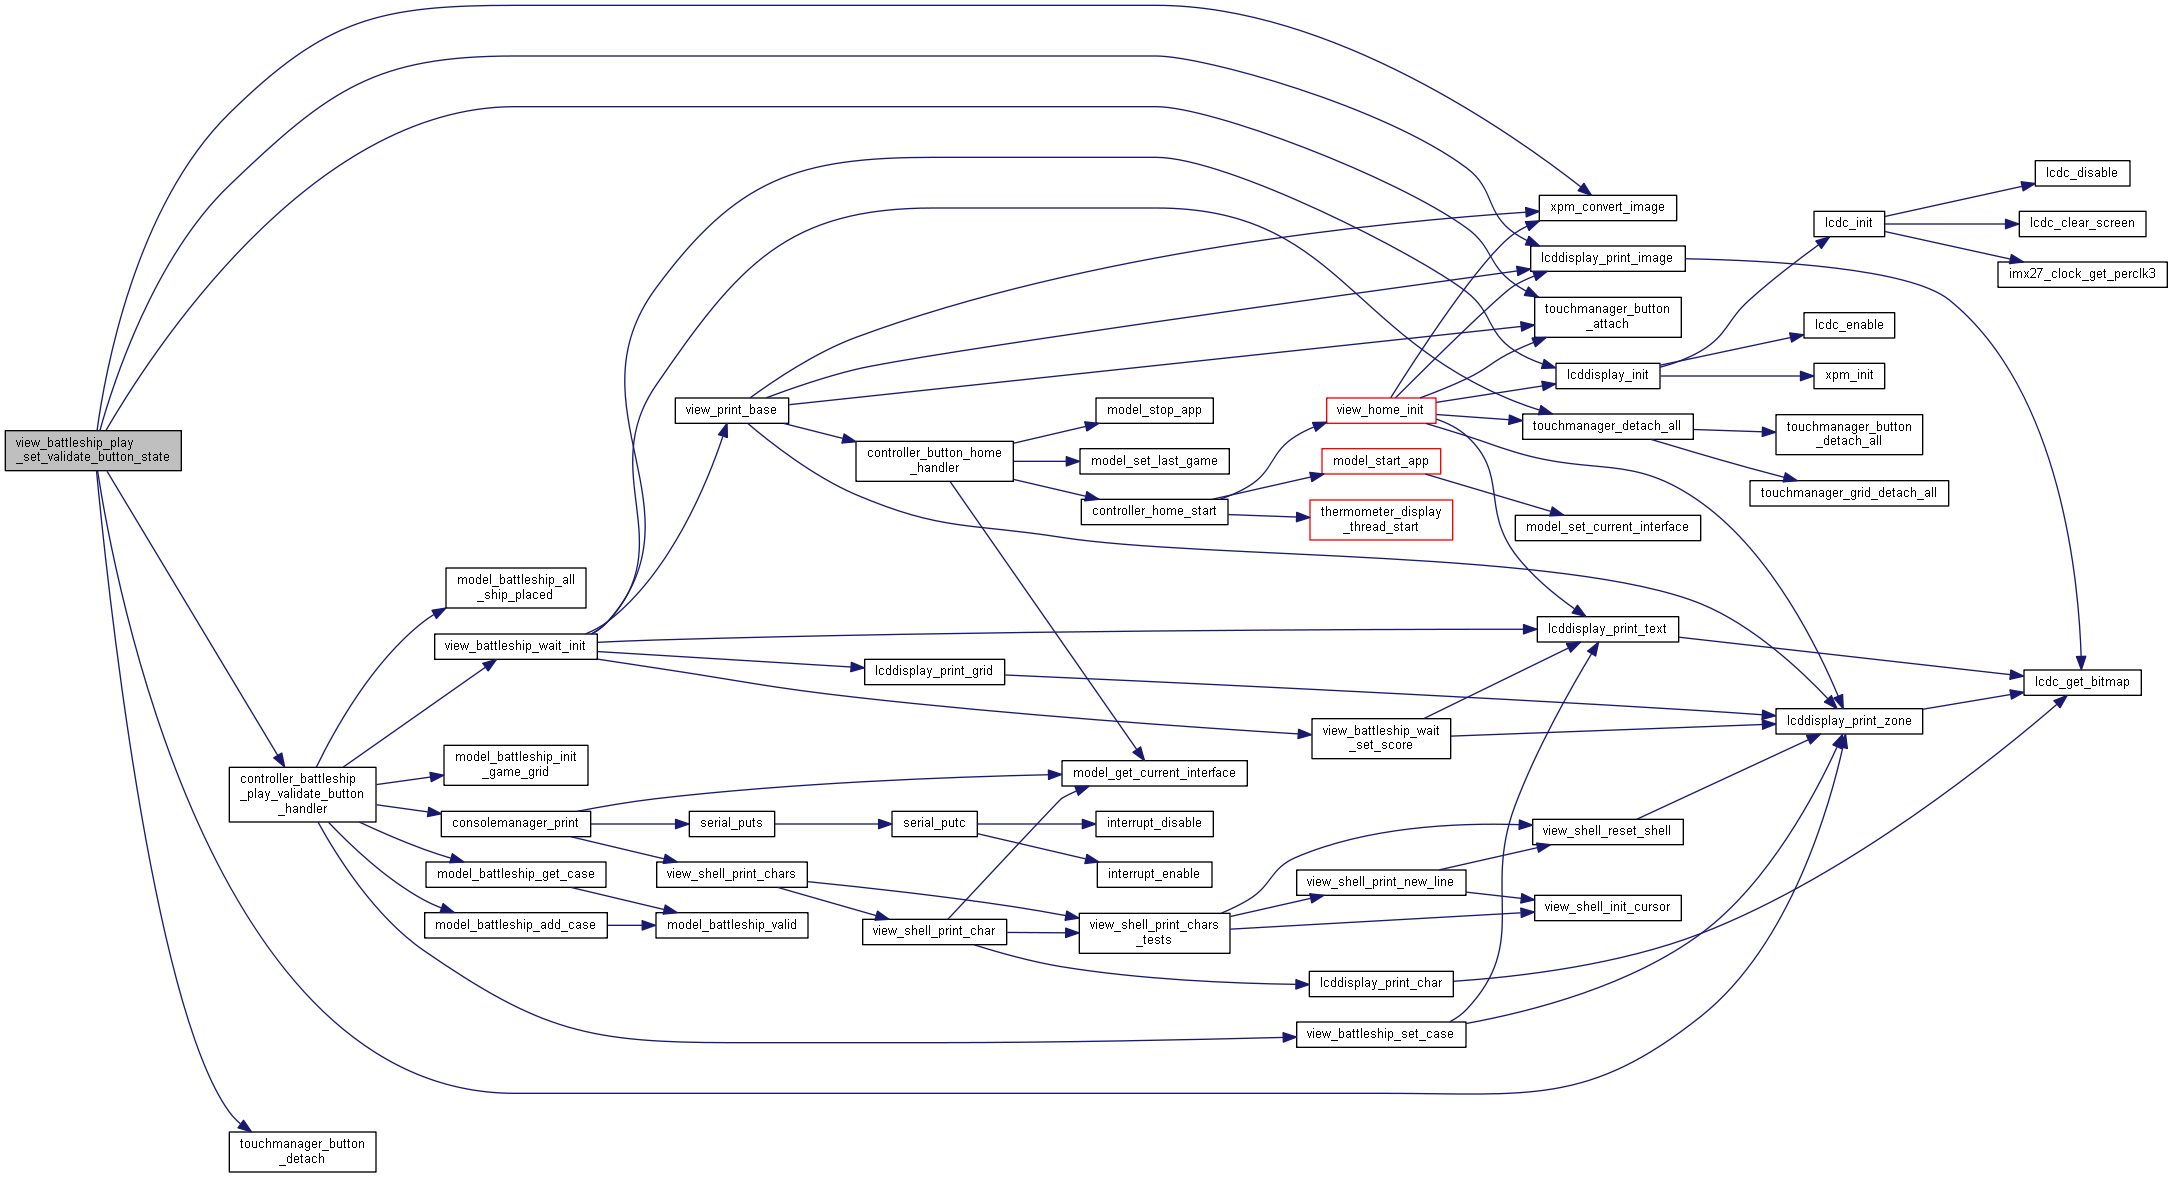 view_battleship_play
_set_validate_button_state
controller_battleship
_play_validate_button
_handler
touchmanager_button
_detach
model_battleship_all
_ship_placed
view_battleship_wait_init
model_battleship_init
_game_grid
consolemanager_print
model_battleship_get_case
model_battleship_add_case
view_print_base
serial_puts
view_shell_print_chars
model_battleship_valid
controller_button_home
_handler
lcddisplay_print_grid
serial_putc
view_shell_print_char
model_stop_app
model_set_last_game
controller_home_start
model_get_current_interface
interrupt_disable
interrupt_enable
view_shell_print_chars
_tests
view_home_init
model_start_app
thermometer_display
_thread_start
view_battleship_wait
_set_score
view_shell_print_new_line
lcddisplay_print_char
view_battleship_set_case
xpm_convert_image
lcddisplay_print_image
touchmanager_button
_attach
lcddisplay_init
touchmanager_detach_all
model_set_current_interface
lcddisplay_print_text
view_shell_reset_shell
view_shell_init_cursor
lcdc_init
lcdc_enable
xpm_init
touchmanager_button
_detach_all
touchmanager_grid_detach_all
lcddisplay_print_zone
lcdc_disable
lcdc_clear_screen
imx27_clock_get_perclk3
lcdc_get_bitmap